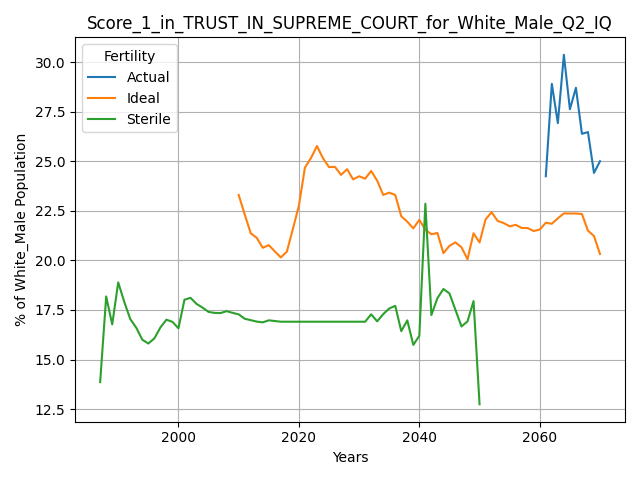 Score_1_in_TRUST_IN_SUPREME_COURT_for_White_Male_Q2_IQ
Fertility
Actual
Ideal
Sterile
% of White_Male Population
30.0
27.5
25.0
22.5
20.0
17.5
15.0
12.5
2000
2020
2040
2060
Years